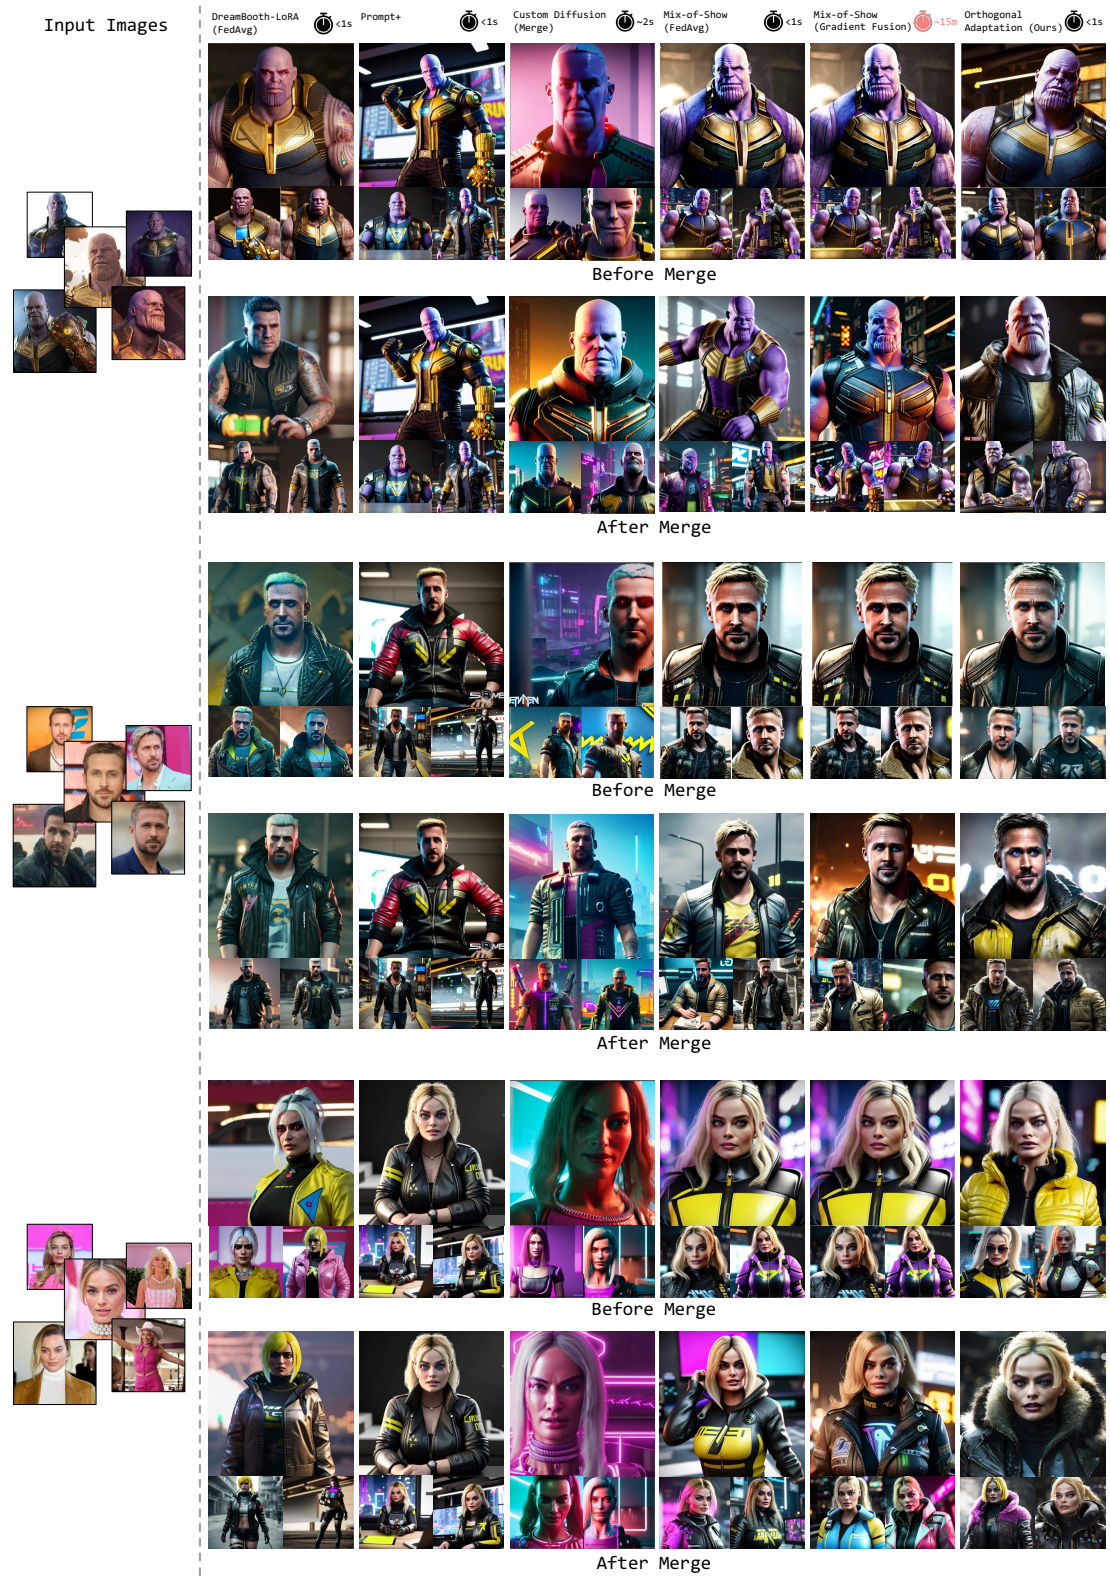 Input Images
DreamBooth-LoRA
(FedAvg)
<1s
Prompt+
<1s
Custom Diffusion
(Merge)
~2s
Mix-of-Show
(FedAvg)
<1s
Mix-of-Show
(Gradient Fusion)
~15m
Orthogonal
Adaptation (Ours)
<1s
Before Merge
After Merge
Before Merge
After Merge
Before Merge
After Merge